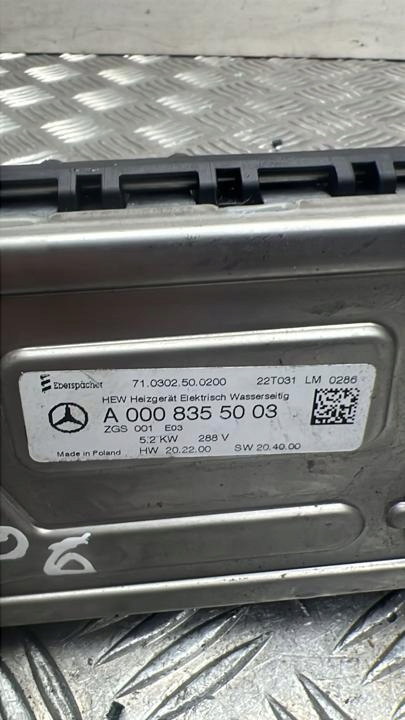 Eberspächer 71.0302.50.0200 22T031 LM 0286
HEW Heizgerät Elektrisch Wasserseitig
A 000 835 50 03
ZGS 001 E03
5.2 KW 288 V
Made in Poland HW 20.22.00 SW 20.40.00